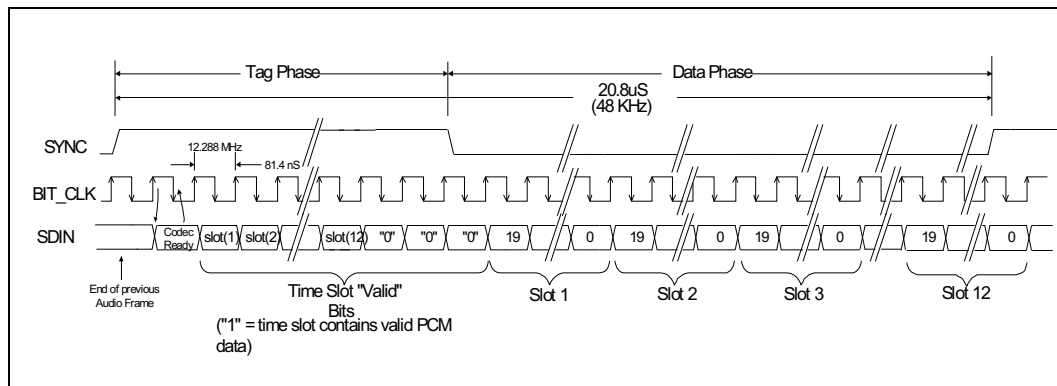 Tag Phase
Data Phase
20.8uS
(48 KHz)
SYNC
12.288 MHz
81.4 nS
BIT_CLK
SDIN
Codec
Ready
slot(1) slot(2) slot(12) "0" "0" "0" 19 0 19 0 19 0 19 0
End of previous
Audio Frame
Time Slot "Valid"
Bits
("1" = time slot contains valid PCM
data)
Slot 1
Slot 2
Slot 3
Slot 12